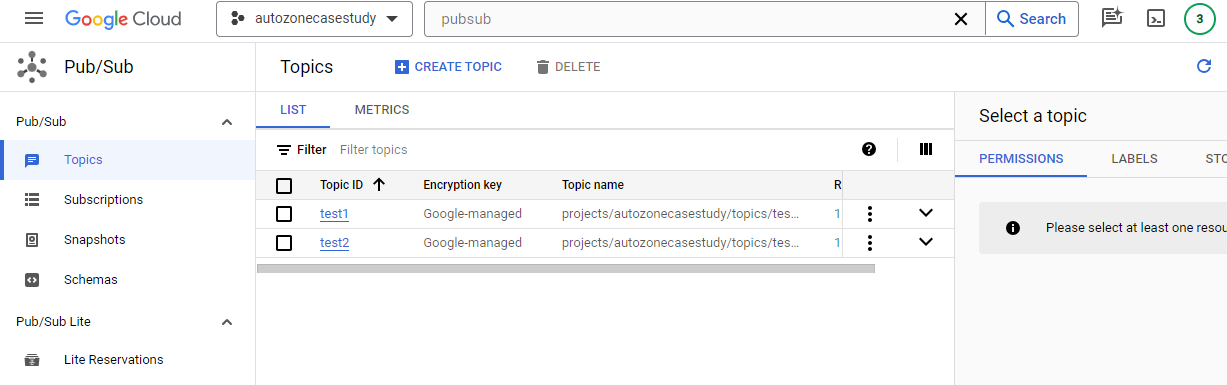 Google Cloud autozonecasestudy pubsub Search 3
Pub/Sub Topics CREATE TOPIC DELETE
LIST METRICS
Select a topic
Pub/Sub
Filter Filter topics
Topics
PERMISSIONS LABELS STO
Topic ID Encryption key Topic name R
Subscriptions
test1 Google-managed projects/autozonecasestudy/topics/tes... 1
Please select at least one resou
Snapshots
test2 Google-managed projects/autozonecasestudy/topics/tes... 1
Schemas
Pub/Sub Lite
Lite Reservations